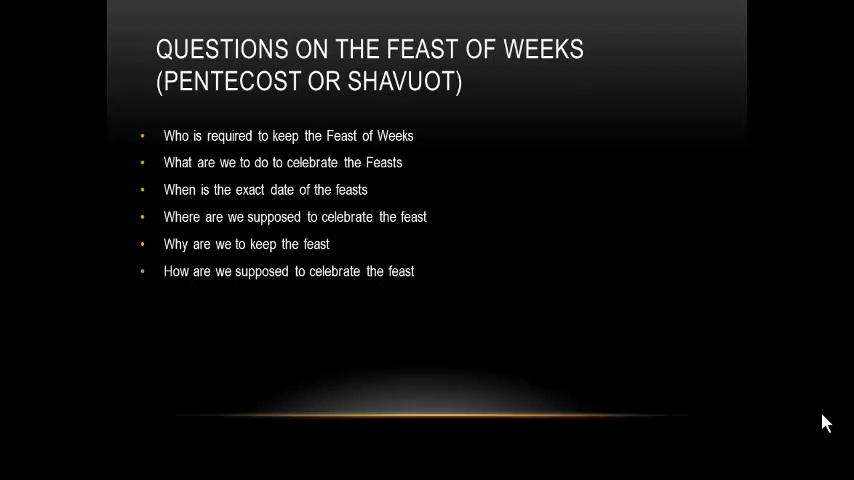 QUESTIONS ON THE FEAST OF WEEKS
(PENTECOST OR SHAVUOT)
• Who is required to keep the Feast of Weeks
• What are we to do to celebrate the Feasts
• When is the exact date of the feasts
• Where are we supposed to celebrate the feast
• Why are we to keep the feast
• How are we supposed to celebrate the feast